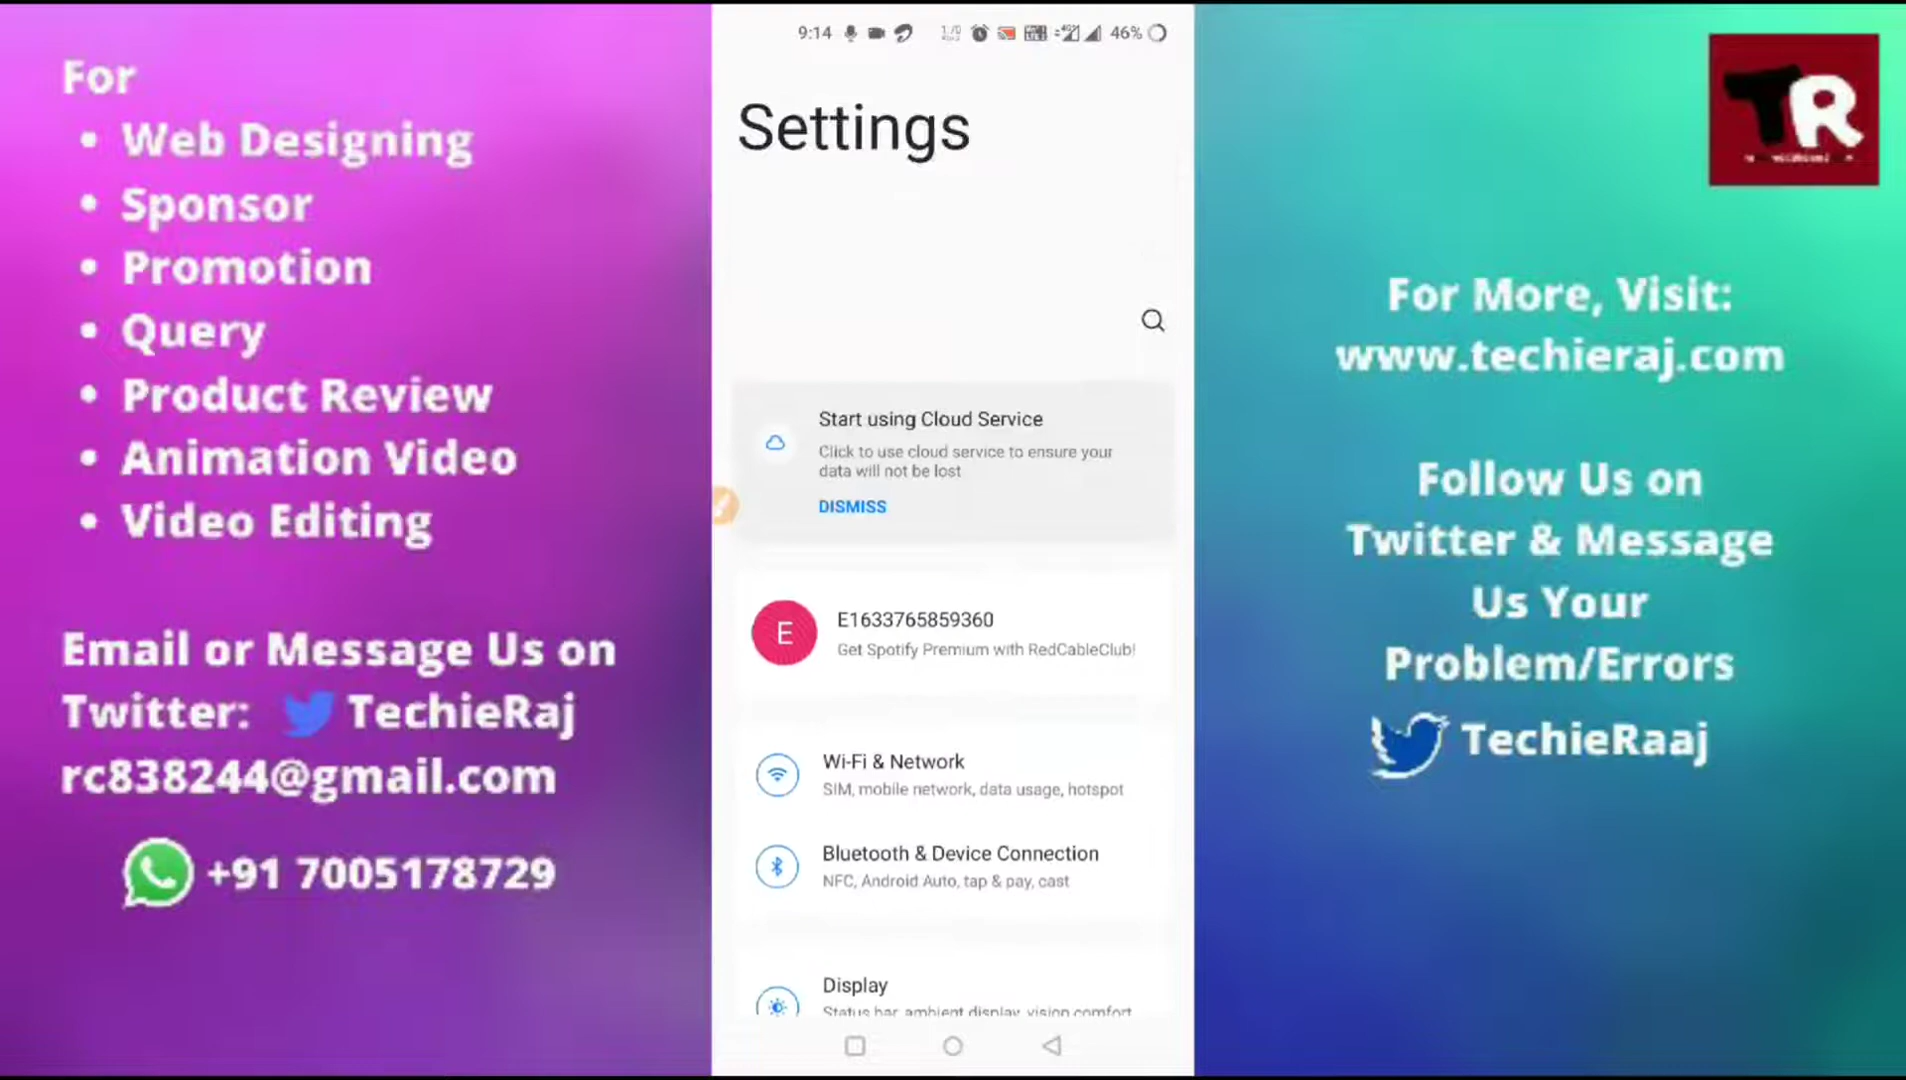 For
• Web Designing
• Sponsor
• Promotion
• Query
• Product Review
• Animation Video
• Video Editing
Email or Message Us on
Twitter: TechieRaj
rc838244@gmail.com
+91 7005178729
9:14
46%
Settings
Start using Cloud Service
Click to use cloud service to ensure your
data will not be lost
DISMISS
E
E1633765859360
Get Spotify Premium with RedCableClub!
Wi-Fi & Network
SIM, mobile network, data usage, hotspot
Bluetooth & Device Connection
NFC, Android Auto, tap & pay, cast
Display
Status bar, ambient display, vision comfort
TR
For More, Visit:
www.techieraj.com
Follow Us on
Twitter & Message
Us Your
Problem/Errors
TechieRaaj